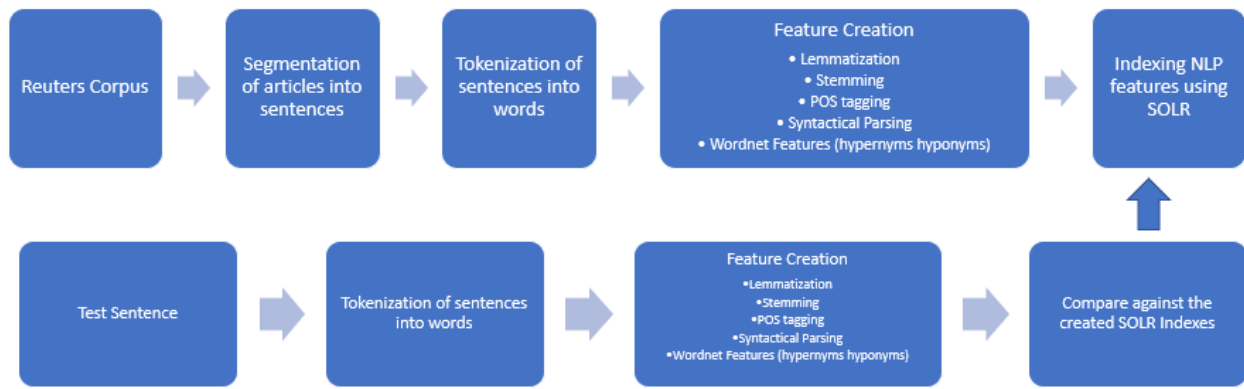 Reuters Corpus
Segmentation
of articles into
sentences
Tokenization of
sentences into
words
Feature Creation
• Lemmatization
• Stemming
• POS tagging
• Syntactical Parsing
• Wordnet Features (hypernyms hyponyms)
Indexing NLP
features using
SOLR
Test Sentence
Tokenization of sentences
into words
Feature Creation
•Lemmatization
•Stemming
•POS tagging
•Syntactical Parsing
•Wordnet Features (hypernyms hyponyms)
Compare against the
created SOLR Indexes